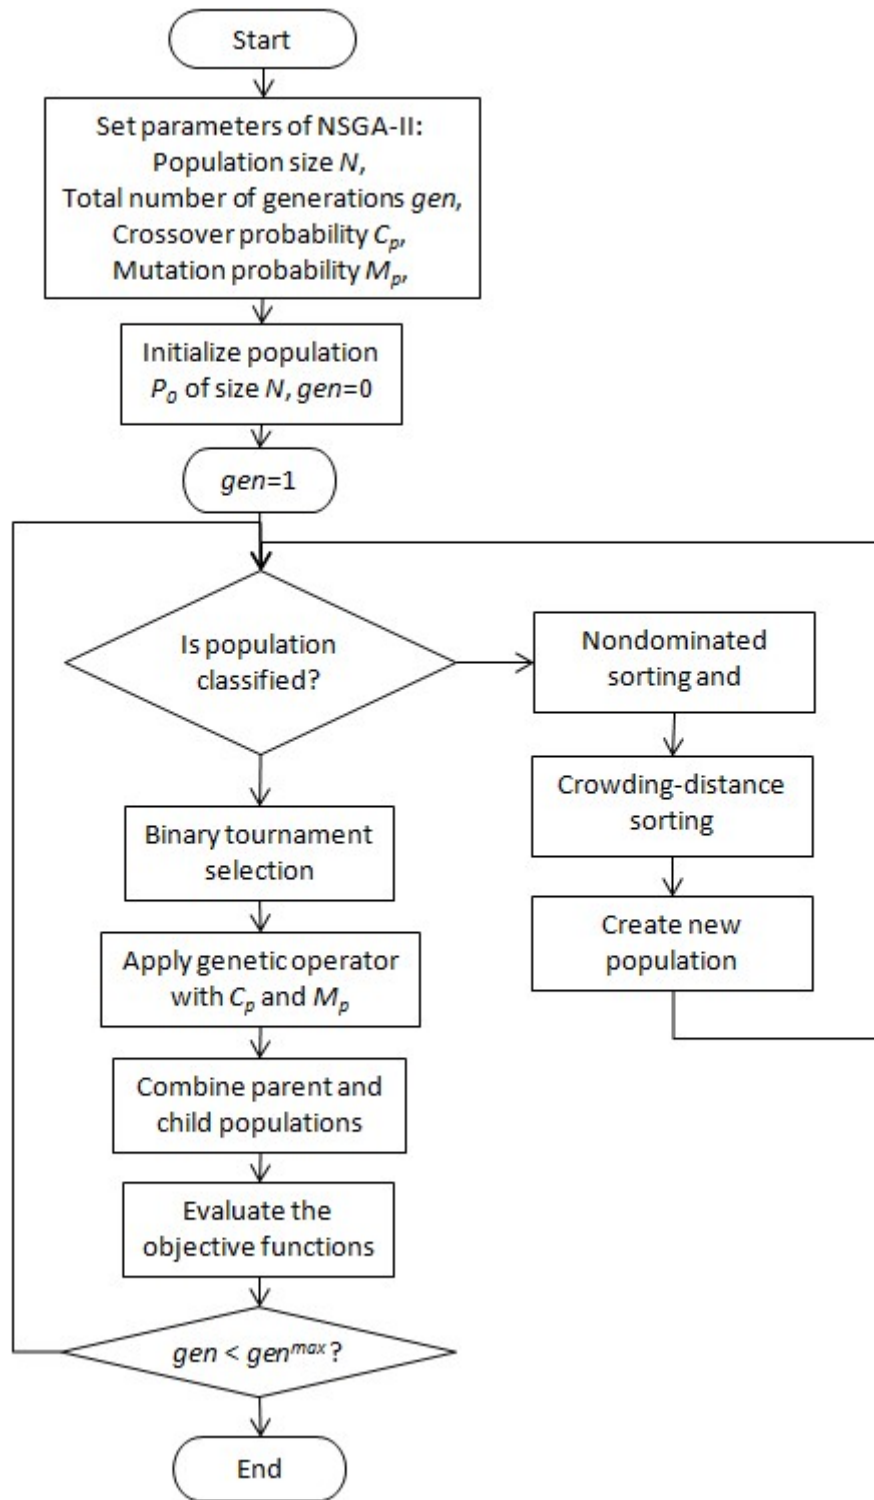 Start
Set parameters of NSGA-II:
Population size N,
Total number of generations gen,
Crossover probability Cp,
Mutation probability Mp,
Initialize population
P0 of size N, gen=0
gen=1
Is population
classified?
Nondominated
sorting and
Crowding-distance
sorting
Create new
population
Binary tournament
selection
Apply genetic operator
with Cp and Mp
Combine parent and
child populations
Evaluate the
objective functions
gen < gen^max?
End